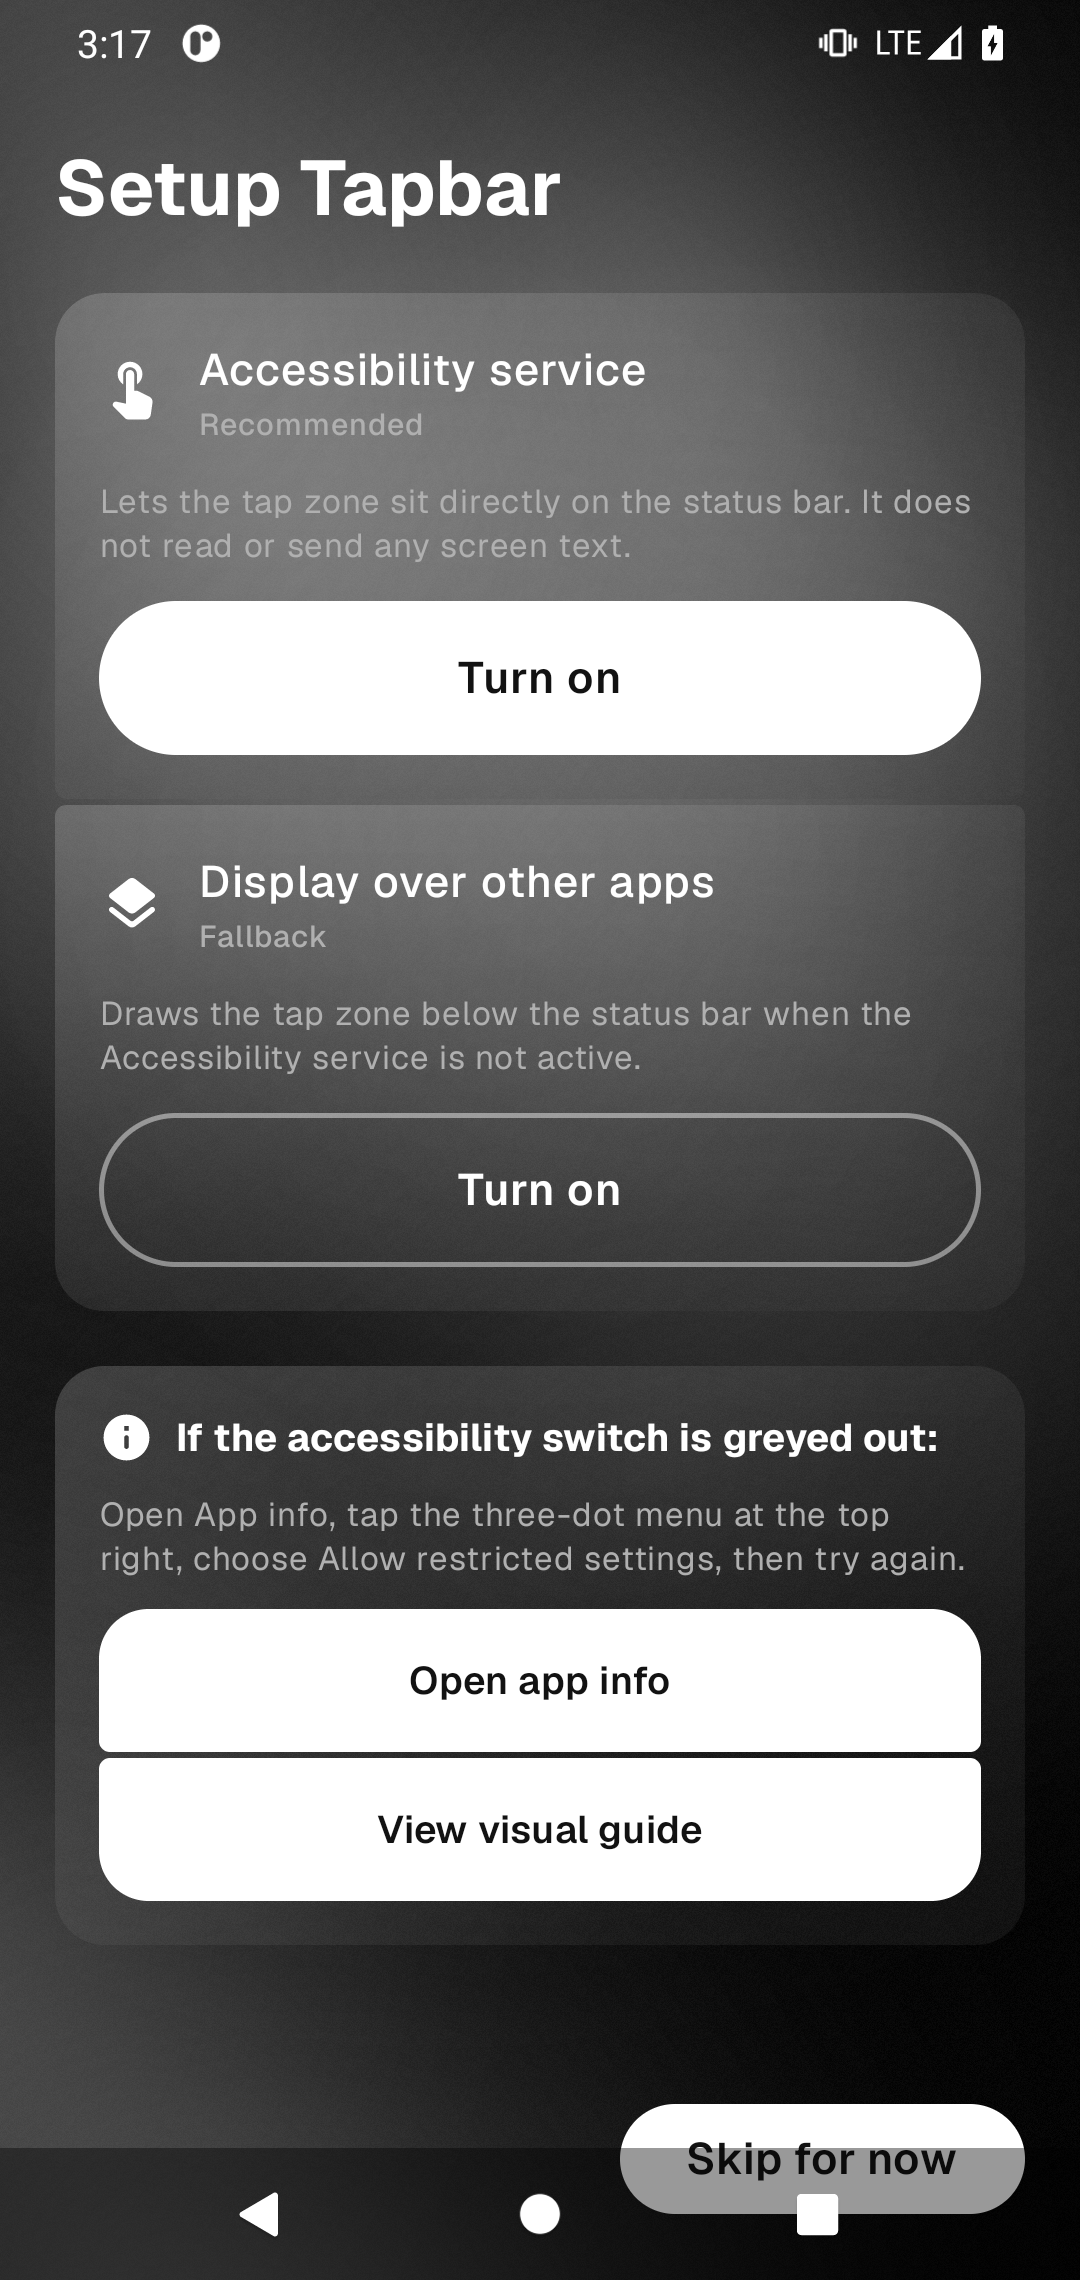 3:17
LTE
Setup Tapbar
Accessibility service
Recommended
Lets the tap zone sit directly on the status bar. It does
not read or send any screen text.
Turn on
Display over other apps
Fallback
Draws the tap zone below the status bar when the
Accessibility service is not active.
Turn on
If the accessibility switch is greyed out:
Open App info, tap the three-dot menu at the top
right, choose Allow restricted settings, then try again.
Open app info
View visual guide
Skip for now